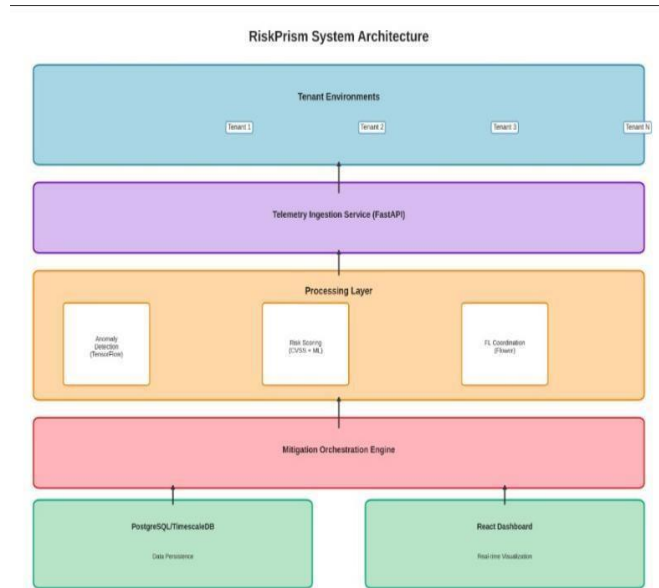 RiskPrism System Architecture
Tenant Environments
Tenant 1 Tenant 2 Tenant 3 Tenant N
Telemetry Ingestion Service (FastAPI)
Processing Layer
Anomaly
Detection
(TensorFlow)
Risk Scoring
(CVSS + ML)
FL Coordination
(Flower)
Mitigation Orchestration Engine
PostgreSQL/TimescaleDB
Data Persistence
React Dashboard
Real-time Visualization